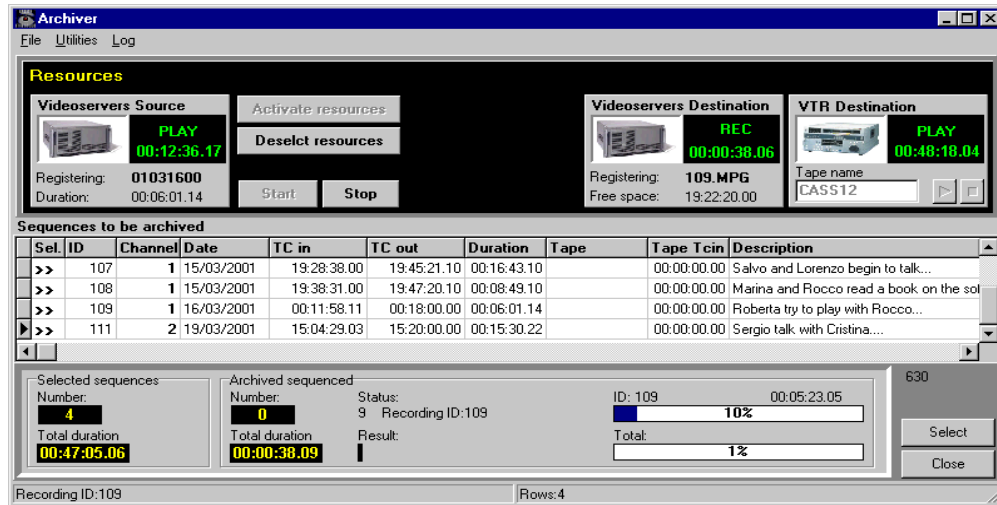 Archiver
File Utilities Log
Resources
Videoservers Source
PLAY
00:12:36.17
Registering: 01031600
Duration: 00:06:01.14
Activate resources
Deselct resources
Start Stop
Videoservers Destination
REC
00:00:38.06
Registering: 109.MPG
Free space: 19:22:20.00
VTR Destination
PLAY
00:48:18.04
Tape name
CASS12
Sequences to be archived
Sel. ID Channel Date TC in TC out Duration Tape Tape Tcin Description
>> 107 1 15/03/2001 19:28:38.00 19:45:21.10 00:16:43.10 00:00:00.00 Salvo and Lorenzo begin to talk...
>> 108 1 15/03/2001 19:38:31.00 19:47:20.10 00:08:49.10 00:00:00.00 Marina and Rocco read a book on the sof
>> 109 1 16/03/2001 00:11:58.11 00:18:00.00 00:06:01.14 00:00:00.00 Roberta try to play with Rocco...
>> 111 2 19/03/2001 15:04:29.03 15:20:00.00 00:15:30.22 00:00:00.00 Sergio talk with Cristina....
Selected sequences
Number:
4
Total duration
00:47:05.06
Archived sequenced
Number:
0
Total duration
00:00:38.09
Status:
9 Recording ID:109
Result:
ID: 109 00:05:23.05
10%
Total:
1%
630
Select
Close
Recording ID:109
Rows:4